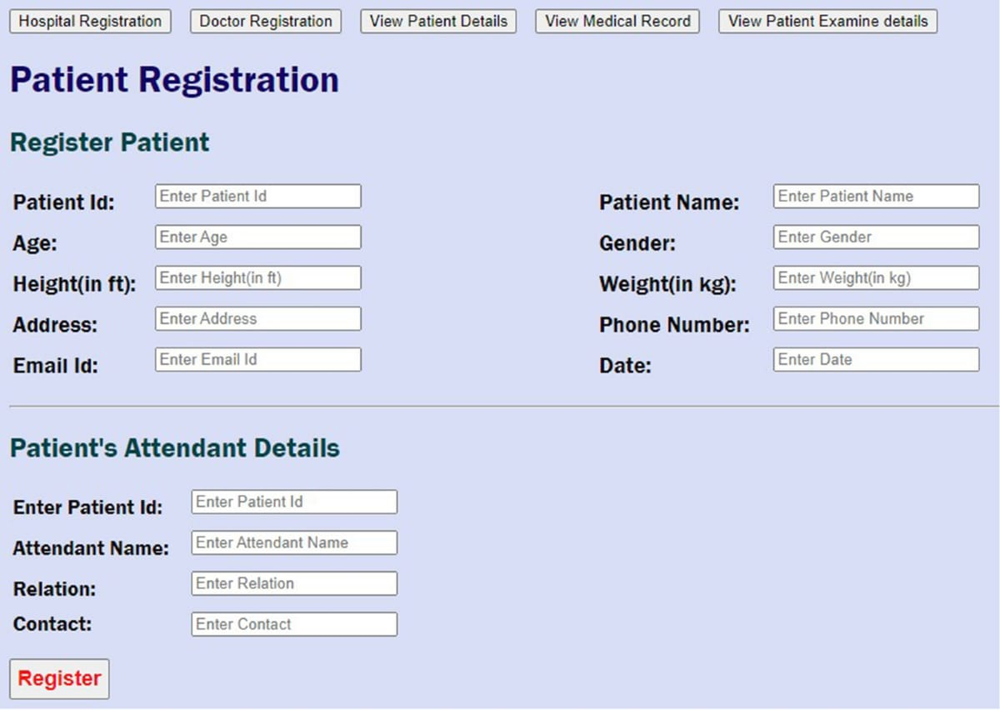 Hospital Registration Doctor Registration View Patient Details View Medical Record View Patient Examine details
Patient Registration
Register Patient
Patient Id: Enter Patient Id Patient Name: Enter Patient Name
Age: Enter Age Gender: Enter Gender
Height(in ft): Enter Height(in ft) Weight(in kg): Enter Weight(in kg)
Address: Enter Address Phone Number: Enter Phone Number
Email Id: Enter Email Id Date: Enter Date
Patient's Attendant Details
Enter Patient Id: Enter Patient Id
Attendant Name: Enter Attendant Name
Relation: Enter Relation
Contact: Enter Contact
Register